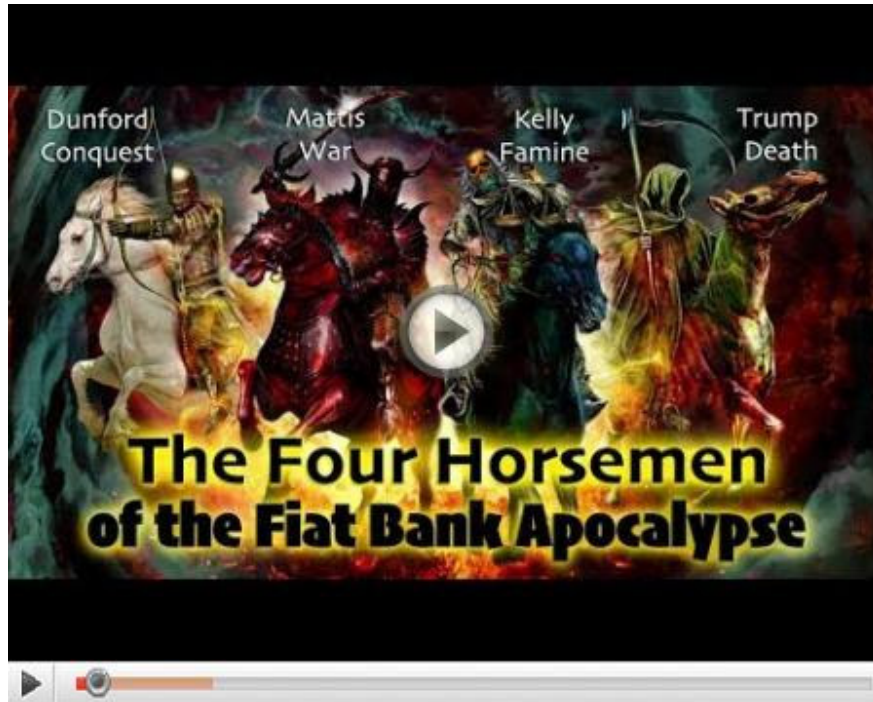 Dunford
Conquest
Mattis
War
Kelly
Famine
Trump
Death
The Four Horsemen
of the Fiat Bank Apocalypse